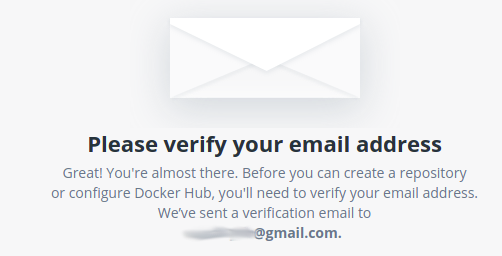 Please verify your email address
Great! You're almost there. Before you can create a repository
or configure Docker Hub, you'll need to verify your email address.
We've sent a verification email to
@gmail.com.